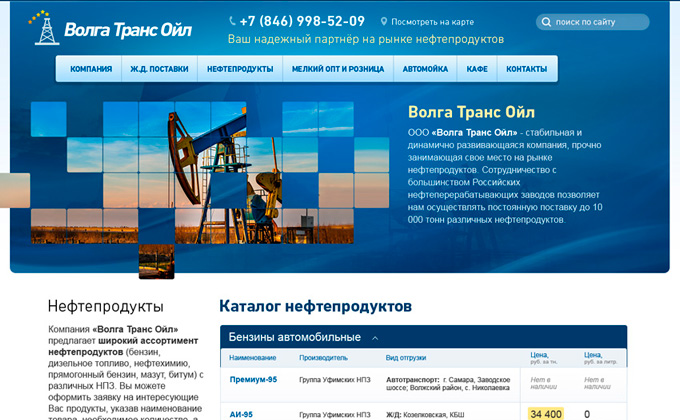 Волга Транс Ойл
+7 (846) 998-52-09
Посмотреть на карте
поиск по сайту
Ваш надежный партнёр на рынке нефтепродуктов
КОМПАНИЯ Ж.Д. ПОСТАВКИ НЕФТЕПРОДУКТЫ МЕЛКИЙ ОПТ И РОЗНИЦА АВТОМОЙКА КАФЕ КОНТАКТЫ
Волга Транс Ойл
ООО «Волга Транс Ойл» - стабильная и
динамично развивающаяся компания, прочно
занимающая свое место на рынке
нефтепродуктов. Сотрудничество с
большинством Российских
нефтеперерабатывающих заводов позволяет
нам осуществлять постоянную поставку до 10
000 тонн различных нефтепродуктов.
Нефтепродукты
Компания «Волга Транс Ойл»
предлагает широкий ассортимент
нефтепродуктов (бензин,
дизельное топливо, нефтехимию,
прямогонный бензин, мазут, битум) с
различных НПЗ. Вы можете
оформить заявку на интересующие
Вас продукты, указав наименование
Каталог нефтепродуктов
Бензины автомобильные
Наименование Производитель Вид отгрузки Цена, Цена,
руб. за тн. руб. за литр.
Премиум-95 Группа Уфимских НПЗ Автотранспорт: г. Самара, Заводское
шоссе; Волжский район, с. Николаевка
Нет в Нет в
наличии наличии
АИ-95 Группа Уфимских НПЗ Ж/Д: Козелковская, КБШ 34 400 0